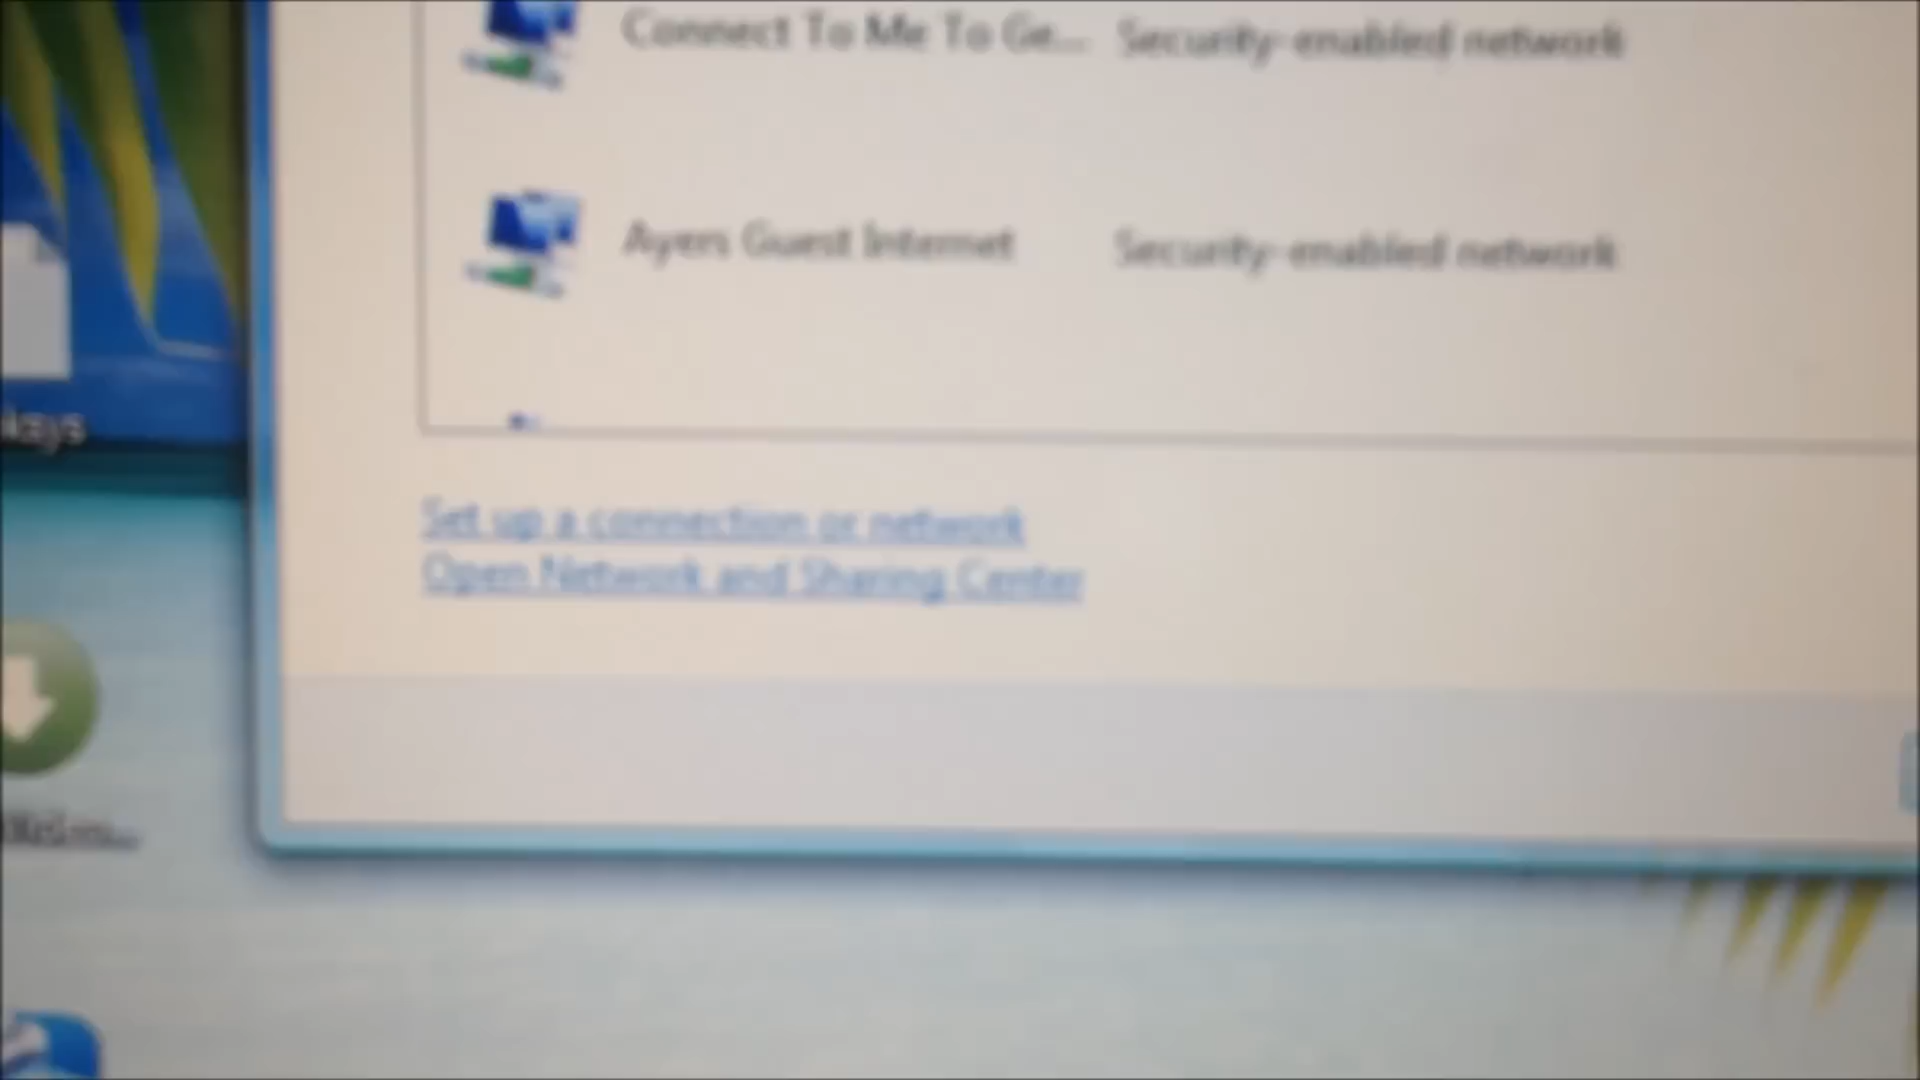 Connect To Me To Ge... Security-enabled network
Ayers Guest Internet Security-enabled network
Set up a connection or network
Open Network and Sharing Center